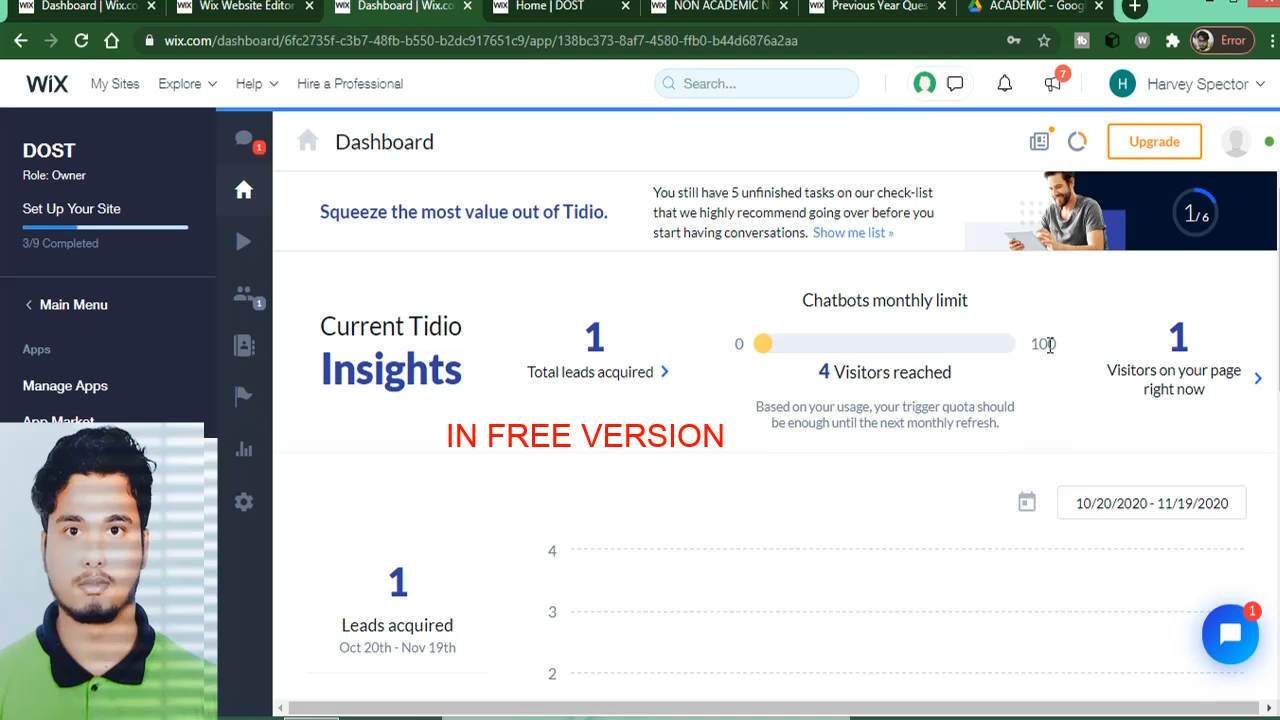 Dashboard | Wix.co
Wix Website Editor
Dashboard | Wix.co
Home | DOST
NON ACADEMIC N
Previous Year Que
ACADEMIC - Goog
wix.com/dashboard/6fc2735f-c3b7-48fb-b550-b2dc917651c9/app/138bc373-8af7-4580-ffb0-b44d6876a2aa
Error
WiX
My Sites
Explore
Help
Hire a Professional
Search...
7
H
Harvey Spector
DOST
Role: Owner
Set Up Your Site
3/9 Completed
Main Menu
Apps
Manage Apps
App Market
1
1
Dashboard
Upgrade
Squeeze the most value out of Tidio.
You still have 5 unfinished tasks on our check-list
that we highly recommend going over before you
start having conversations. Show me list »
1/6
Current Tidio
Insights
1
Total leads acquired
Chatbots monthly limit
0
100
4 Visitors reached
Based on your usage, your trigger quota should
be enough until the next monthly refresh.
1
Visitors on your page
right now
IN FREE VERSION
10/20/2020 - 11/19/2020
1
Leads acquired
Oct 20th - Nov 19th
4
3
2
1